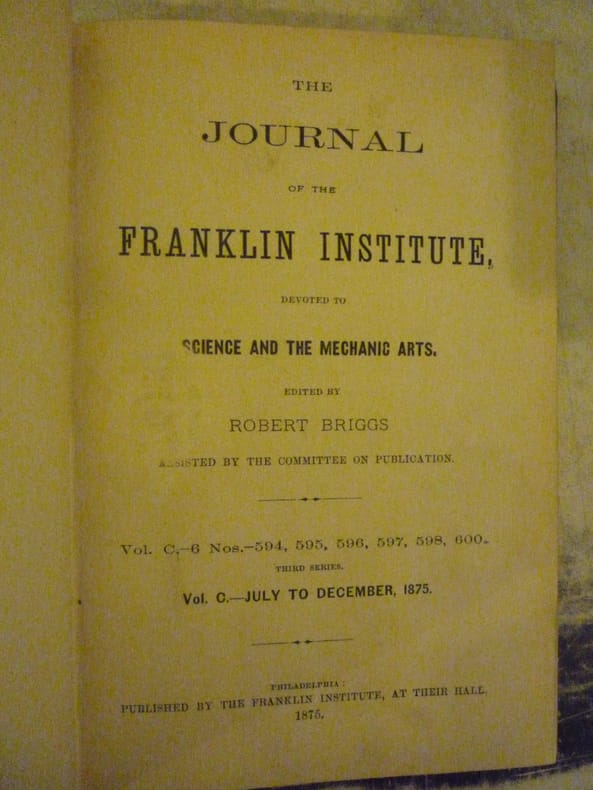 THE
JOURNAL
OF THE
FRANKLIN INSTITUTE,
DEVOTED TO
SCIENCE AND THE MECHANIC ARTS.
EDITED BY
ROBERT BRIGGS
ASSISTED BY THE COMMITTEE ON PUBLICATION.
Vol. C.—6 Nos.—594, 595, 596, 597, 598, 600.
THIRD SERIES.
Vol. C.—JULY TO DECEMBER, 1875.
PHILADELPHIA:
PUBLISHED BY THE FRANKLIN INSTITUTE, AT THEIR HALL.
1875.